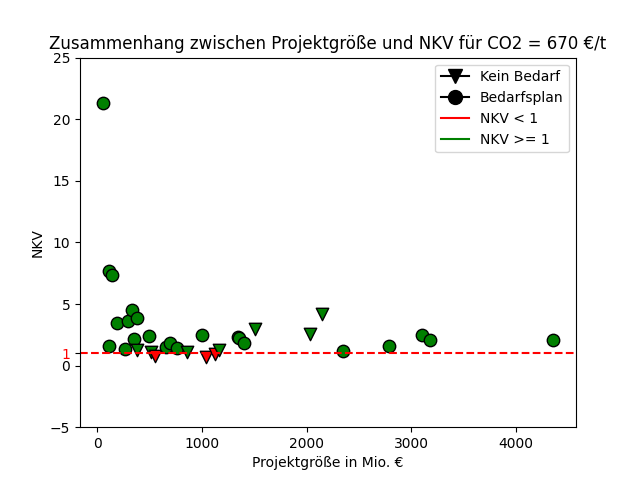 Zusammenhang zwischen Projektgröße und NKV für CO2 = 670 €/t
25
20
15
10
5
1
0
−5
NKV
Kein Bedarf
Bedarfsplan
NKV < 1
NKV >= 1
0 1000 2000 3000 4000
Projektgröße in Mio. €